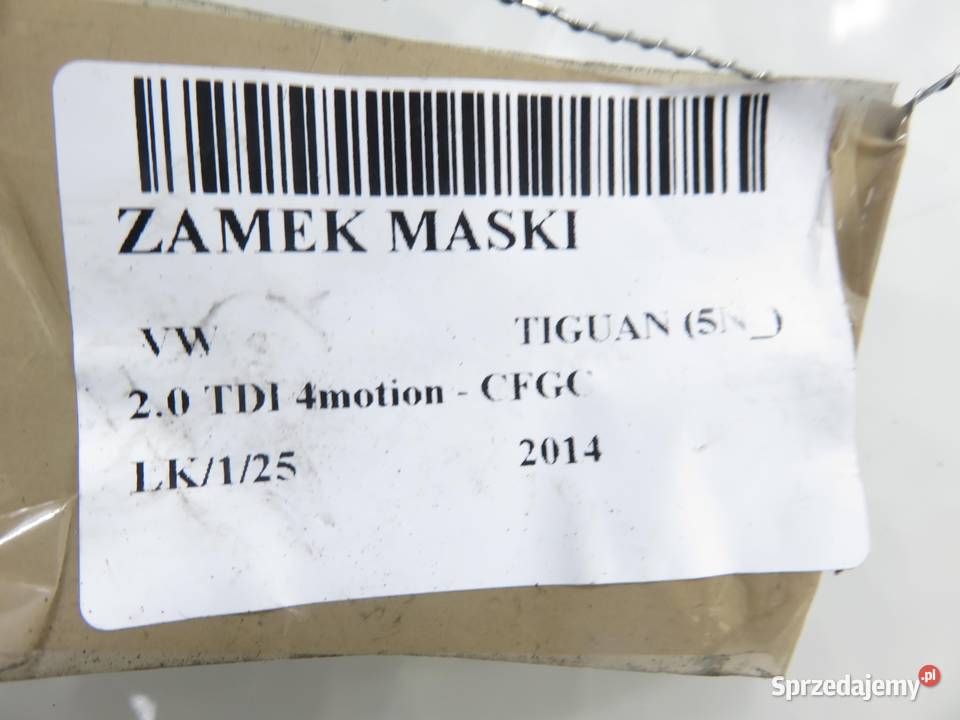 ZAMEK MASKI
VW TIGUAN (5N_)
2.0 TDI 4motion - CFGC
LK/1/25 2014
Sprzedajemy.pl